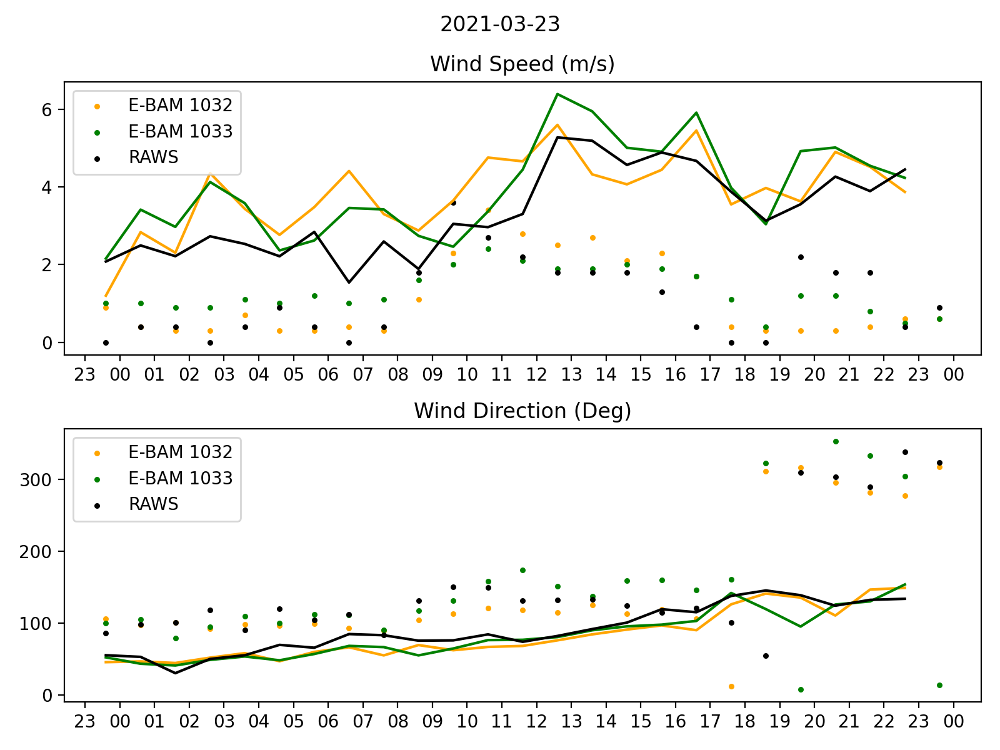 2021-03-23
Wind Speed (m/s)
E-BAM 1032
E-BAM 1033
RAWS
6
4
2
0
23 00 01 02 03 04 05 06 07 08 09 10 11 12 13 14 15 16 17 18 19 20 21 22 23 00
Wind Direction (Deg)
E-BAM 1032
E-BAM 1033
RAWS
300
200
100
0
23 00 01 02 03 04 05 06 07 08 09 10 11 12 13 14 15 16 17 18 19 20 21 22 23 00